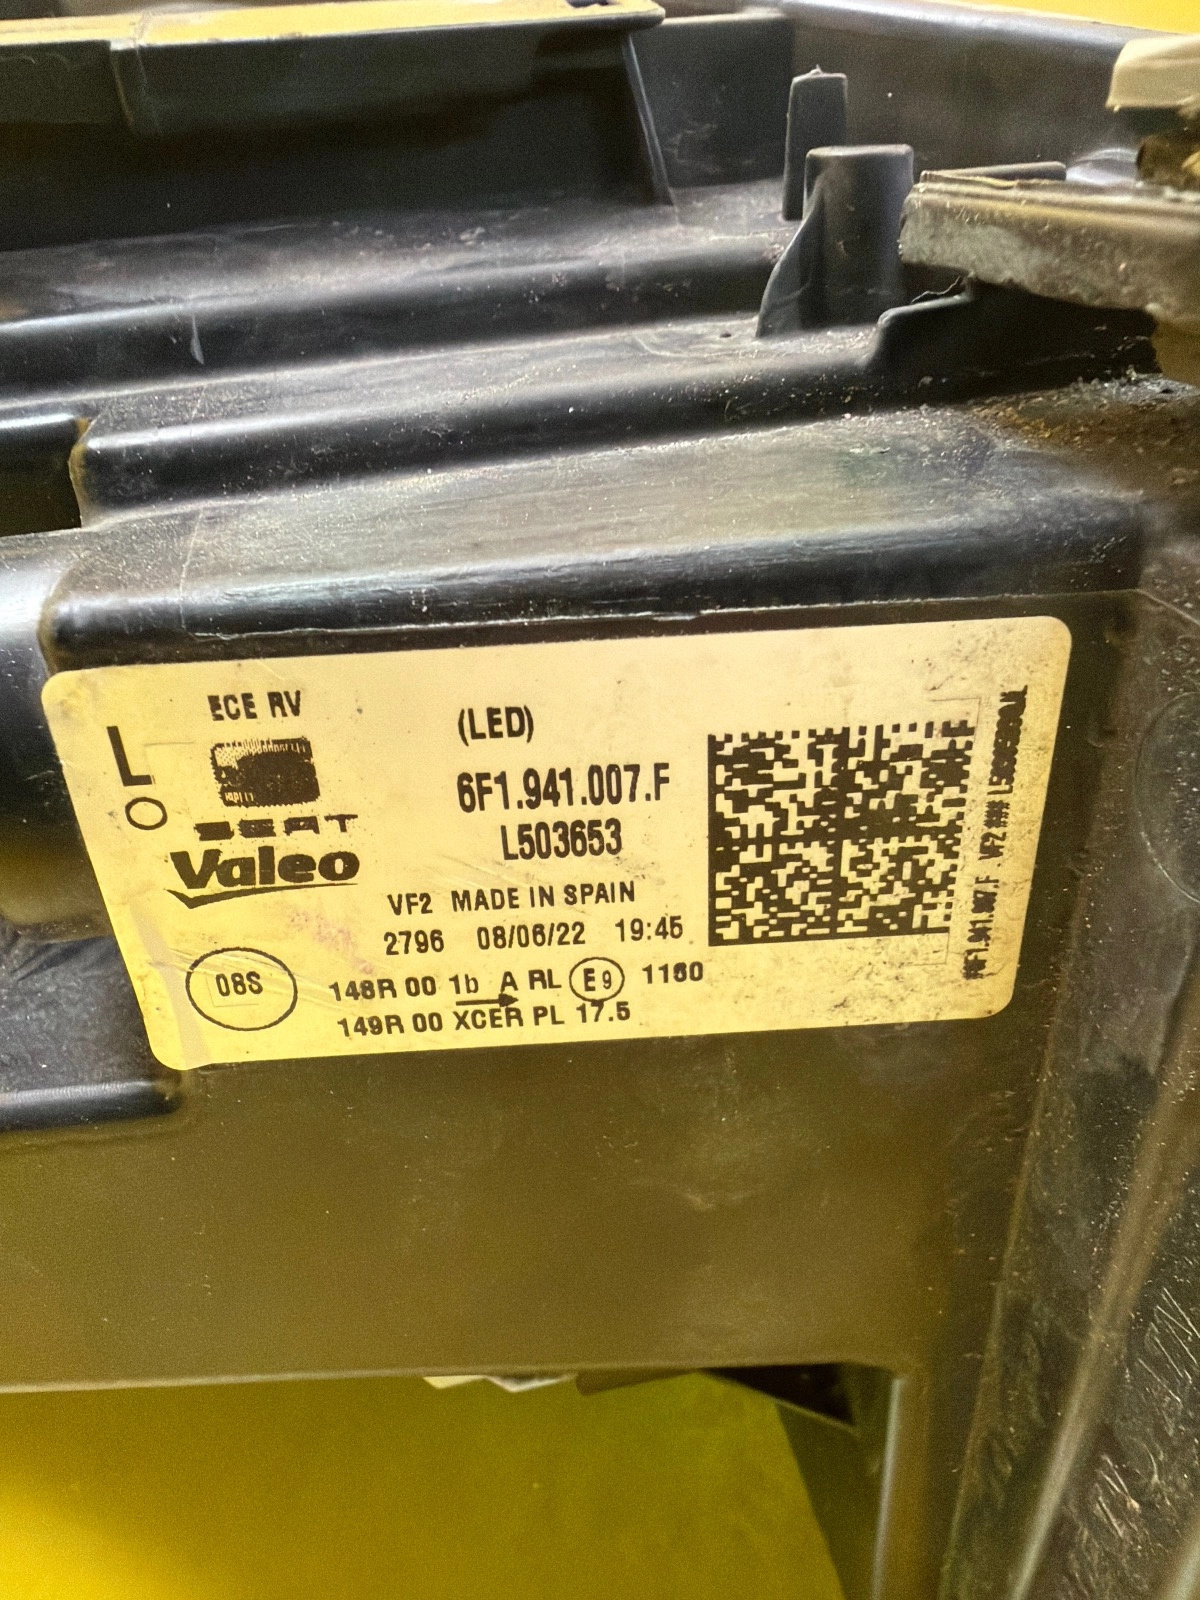 ECE RV
L
SEAT
Valeo
(LED)
6F1.941.007.F
L503653
VF2 MADE IN SPAIN
2796 08/06/22 19:45
08S
148R 00 1b A RL E9 1160
149R 00 XCER PL 17.5
VF2 ###